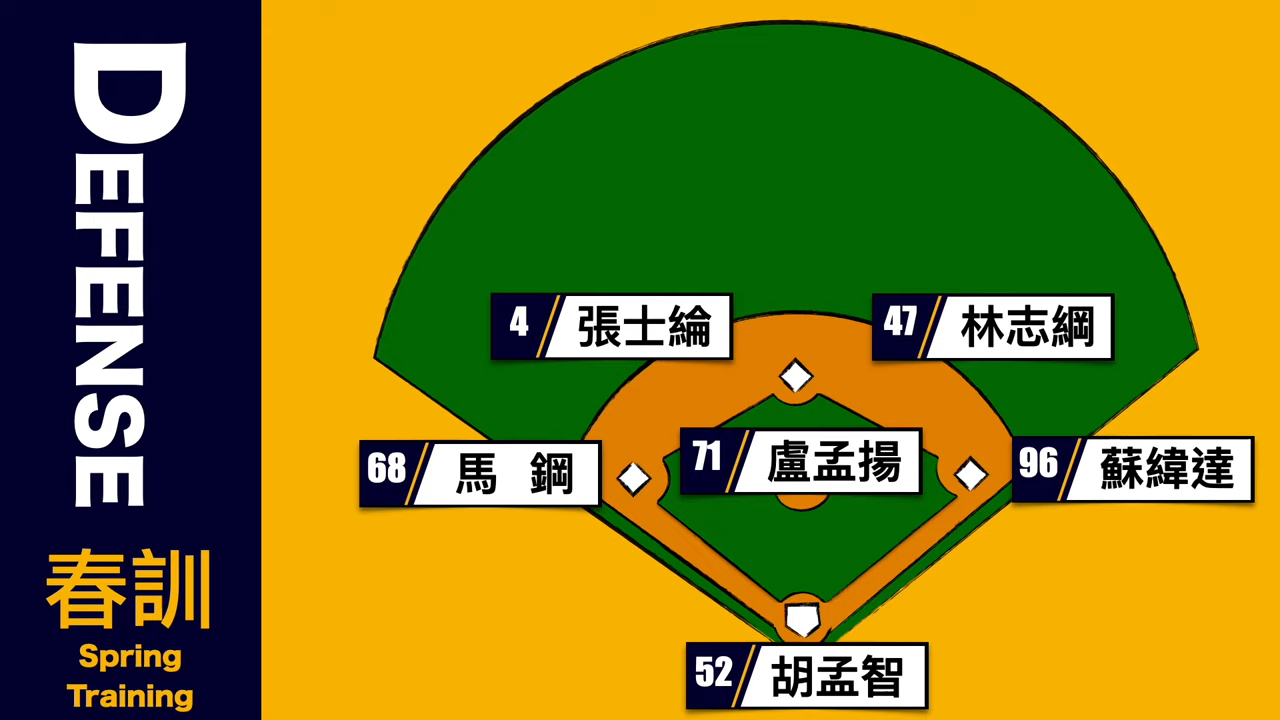 DEFENSE
春訓
Spring
Training
4 張士綸
47 林志綱
68 馬 鋼
71 盧孟揚
96 蘇緯達
52 胡孟智